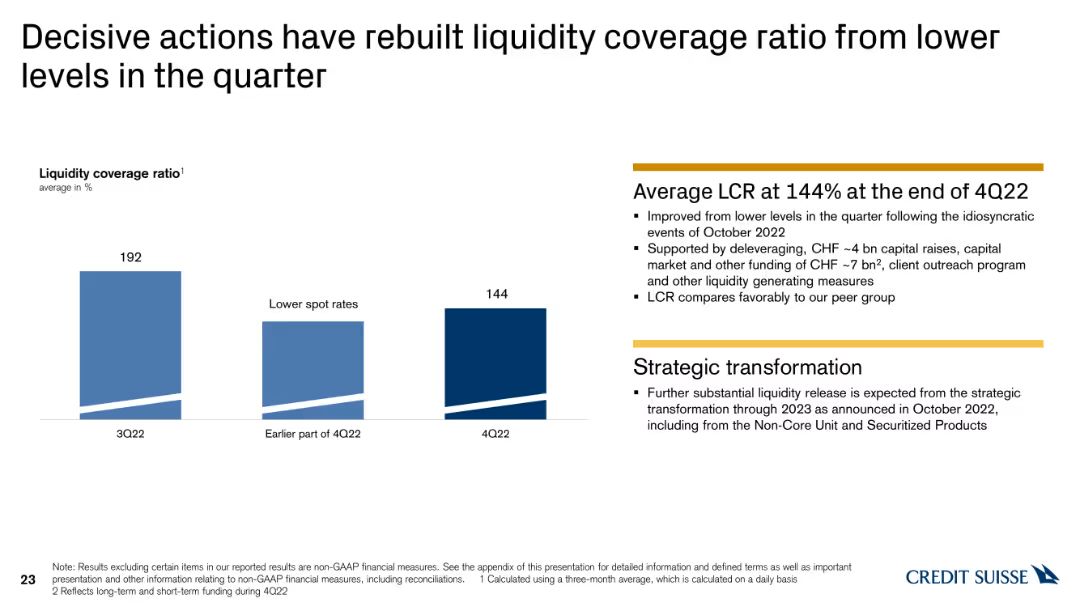 Decisive actions have rebuilt liquidity coverage ratio from lower
levels in the quarter
Liquidity coverage ratio¹
average in %
192
Lower spot rates
144
3Q22
Earlier part of 4Q22
4Q22
Average LCR at 144% at the end of 4Q22
▪ Improved from lower levels in the quarter following the idiosyncratic
events of October 2022
▪ Supported by deleveraging, CHF ~4 bn capital raises, capital
market and other funding of CHF ~7 bn², client outreach program
and other liquidity generating measures
▪ LCR compares favorably to our peer group
Strategic transformation
▪ Further substantial liquidity release is expected from the strategic
transformation through 2023 as announced in October 2022,
including from the Non-Core Unit and Securitized Products
23
Note: Results excluding certain items in our reported results are non-GAAP financial measures. See the appendix of this presentation for detailed information and defined terms as well as important
presentation and other information relating to non-GAAP financial measures, including reconciliations. 1 Calculated using a three-month average, which is calculated on a daily basis
2 Reflects long-term and short-term funding during 4Q22
CREDIT SUISSE